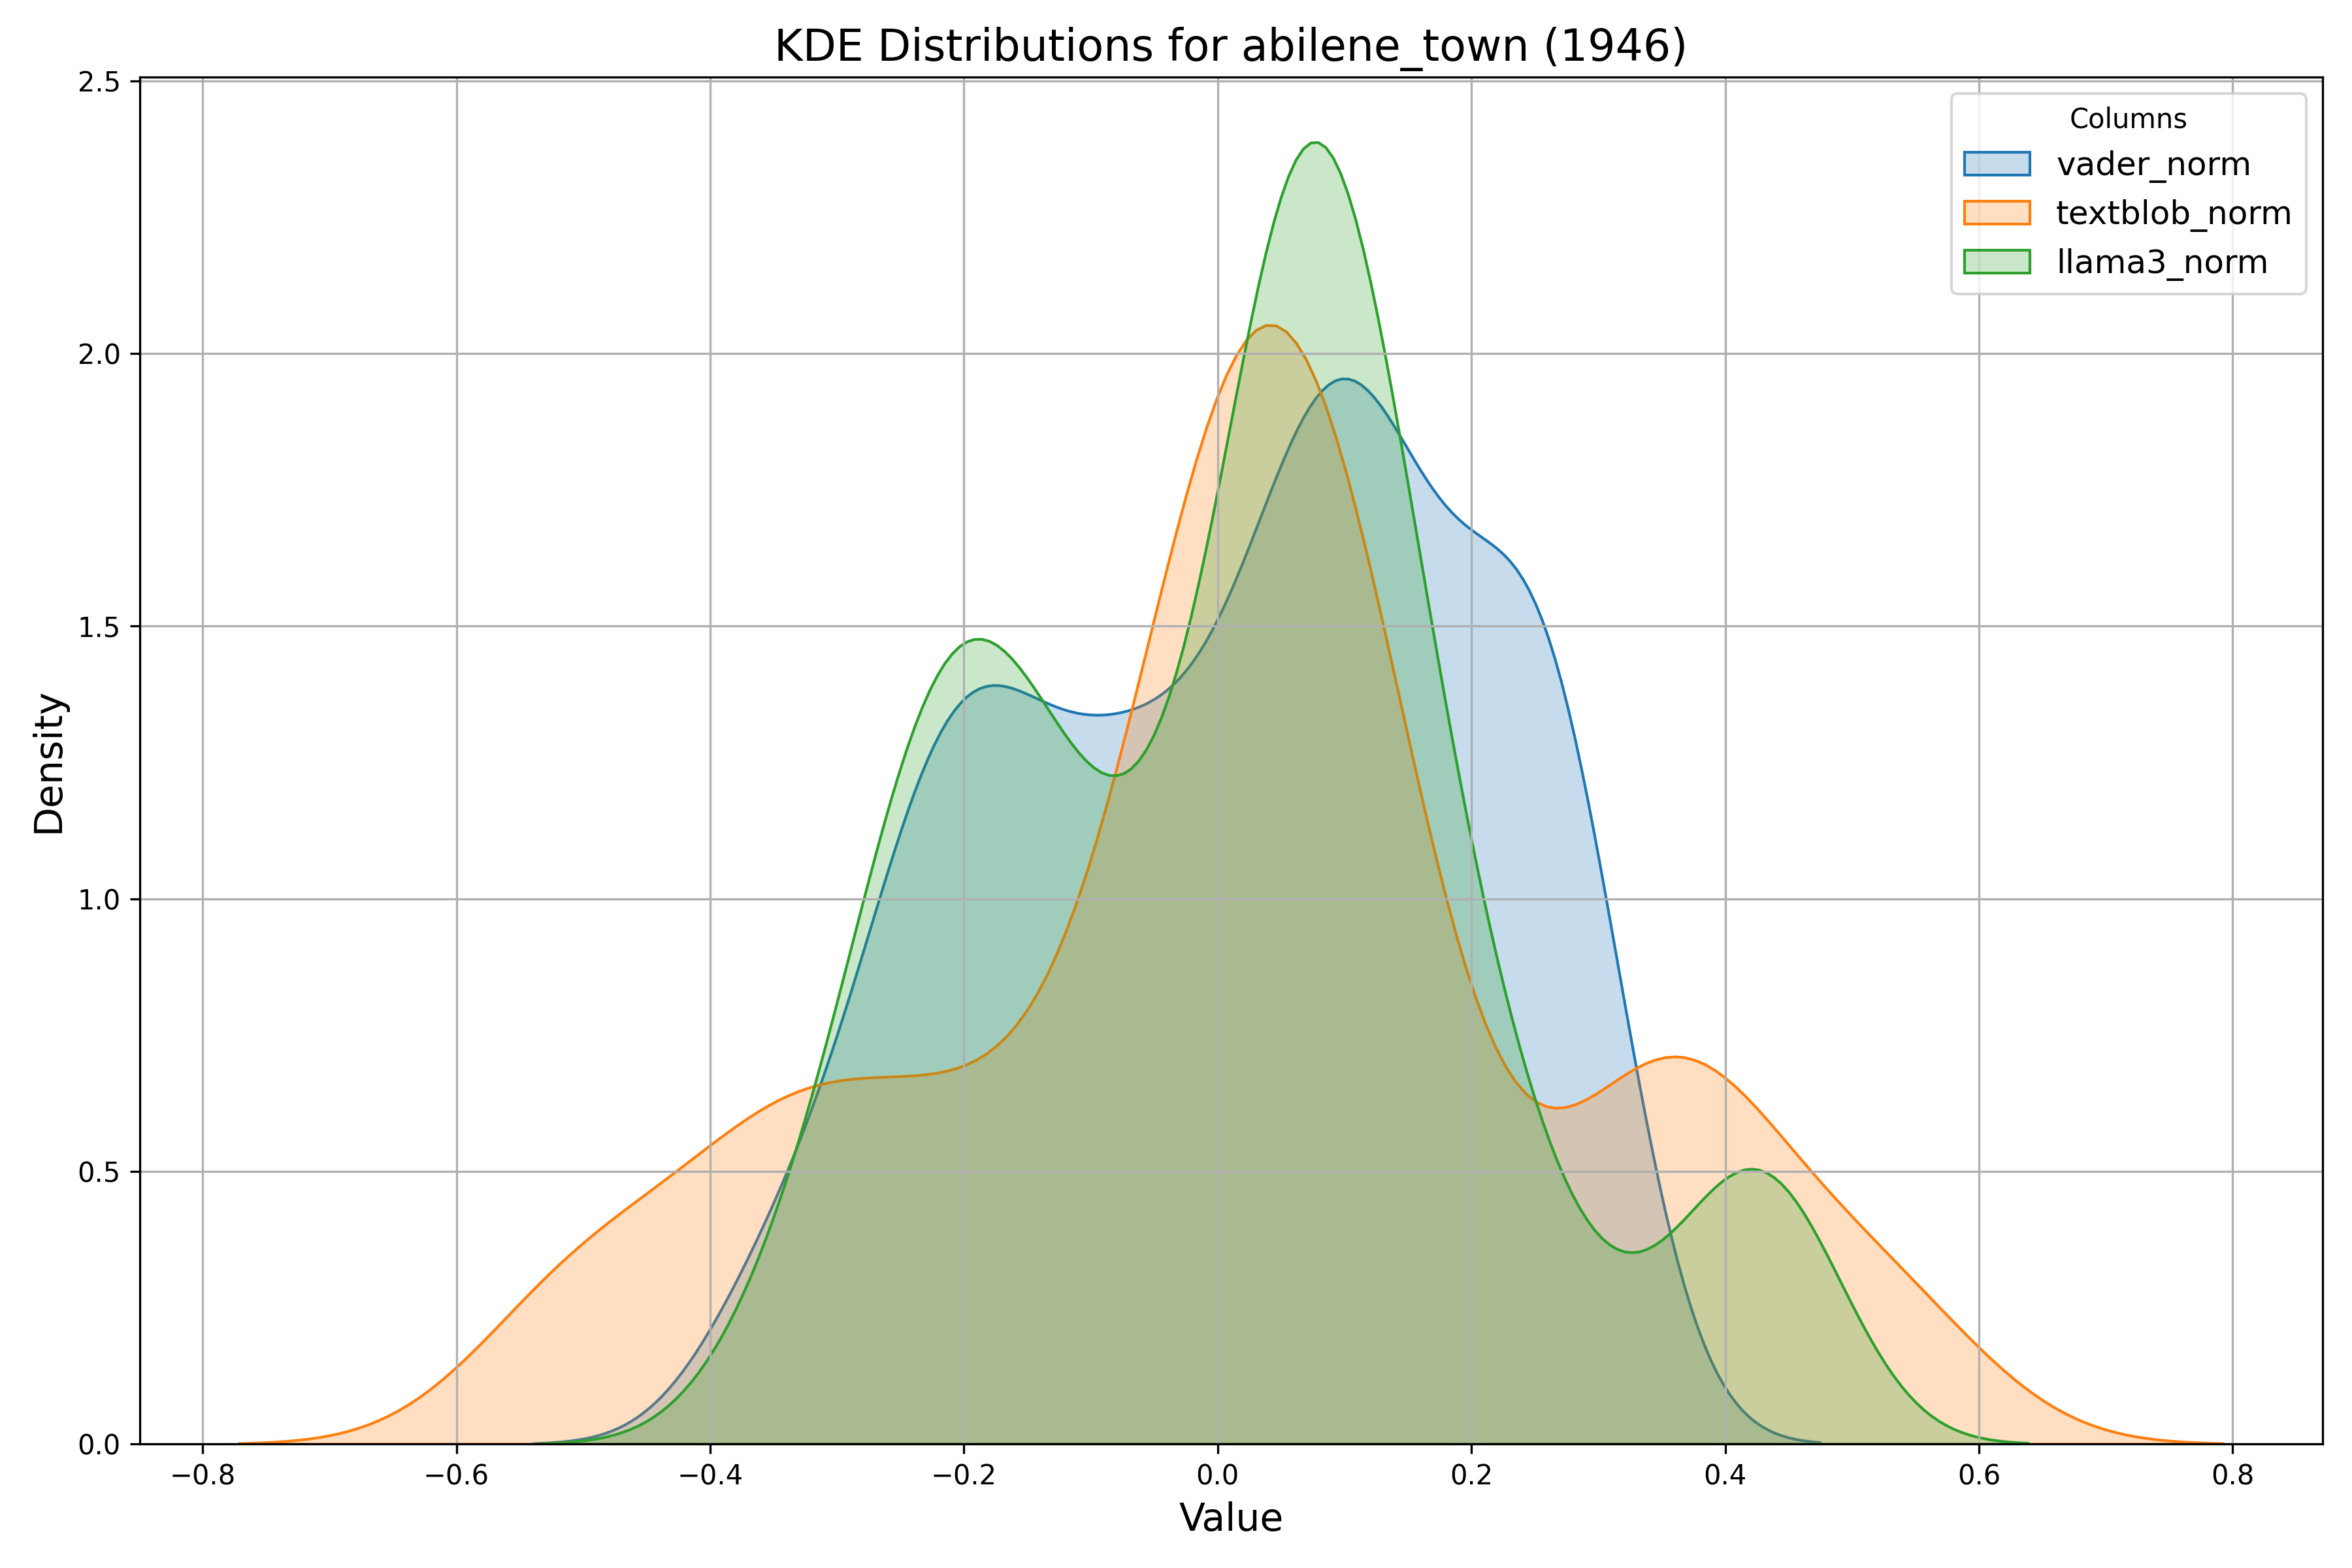 KDE Distributions for abilene_town (1946)
Columns
vader_norm
textblob_norm
llama3_norm
2.5
2.0
1.5
1.0
0.5
0.0
Density
−0.8 −0.6 −0.4 −0.2 0.0 0.2 0.4 0.6 0.8
Value